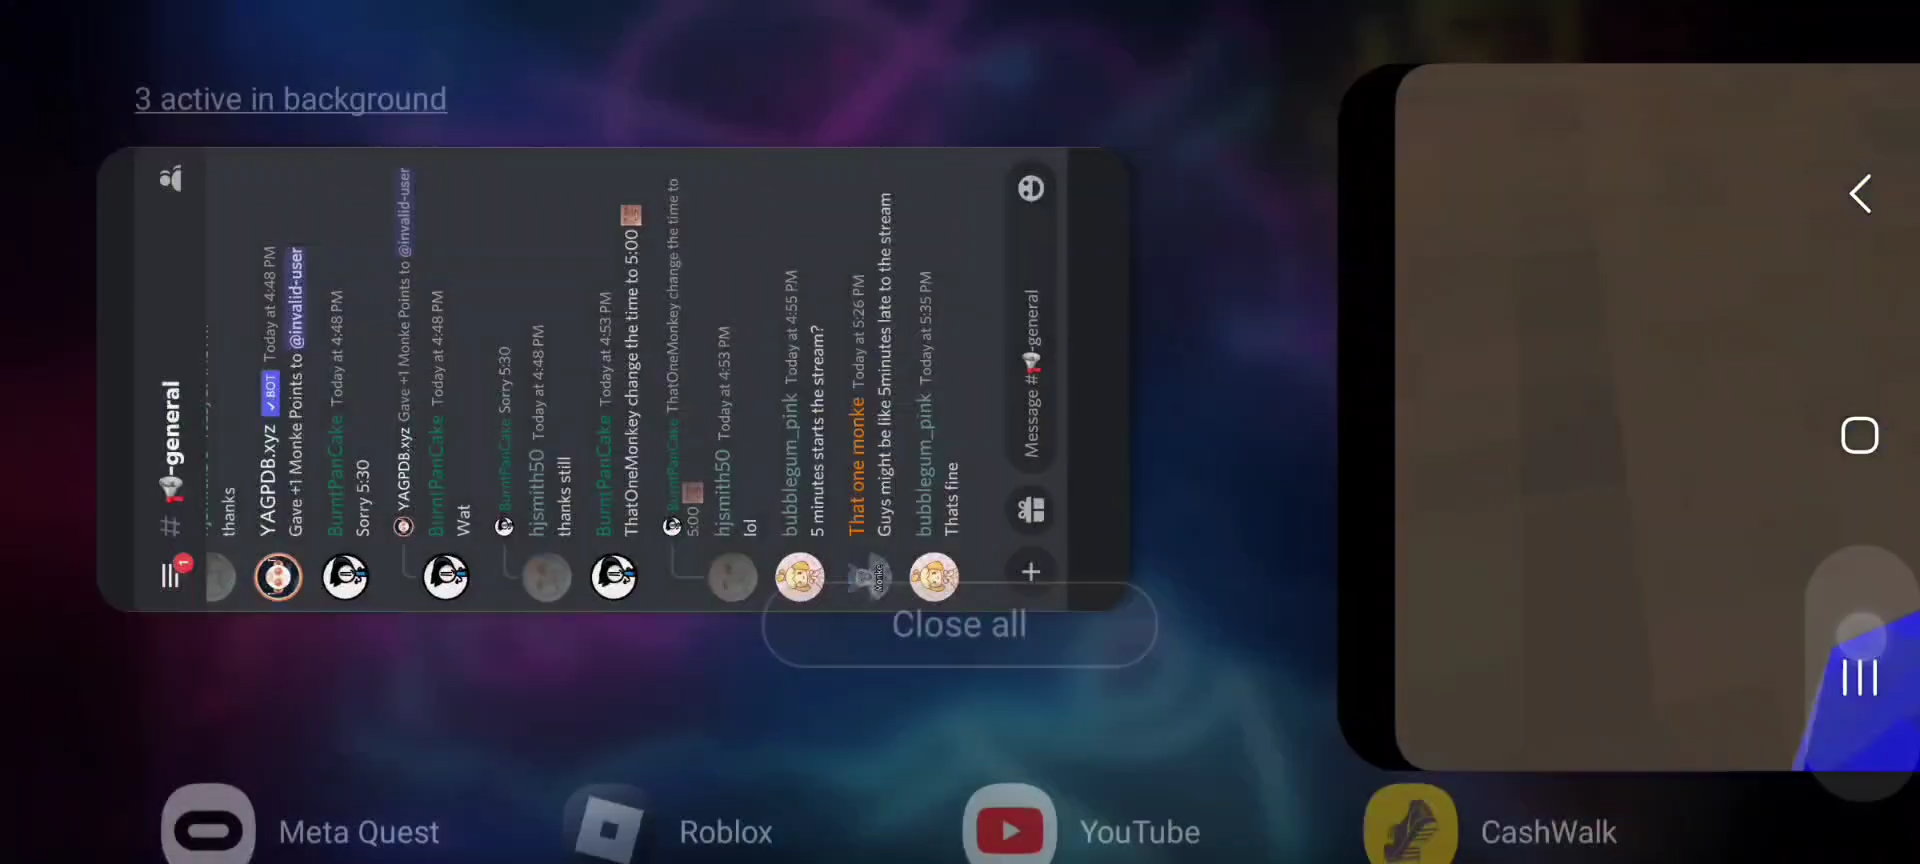 3 active in background
# -general
1
thanks
YAGPDB.xyz ✓ BOT Today at 4:48 PM
Gave +1 Monke Points to @invalid-user
BurntPanCake Today at 4:48 PM
Sorry 5:30
YAGPDB.xyz Gave +1 Monke Points to @invalid-user
BurntPanCake Today at 4:48 PM
Wat
BurntPanCake Sorry 5:30
hjsmith50 Today at 4:48 PM
thanks still
BurntPanCake Today at 4:53 PM
ThatOneMonkey change the time to 5:00
BurntPanCake ThatOneMonkey change the time to
5:00
hjsmith50 Today at 4:53 PM
lol
bubblegum_pink Today at 4:55 PM
5 minutes starts the stream?
That one monke Today at 5:26 PM
Guys might be like 5minutes late to the stream
bubblegum_pink Today at 5:35 PM
Thats fine
Monke
Message # -general
Close all
Meta Quest
Roblox
YouTube
CashWalk